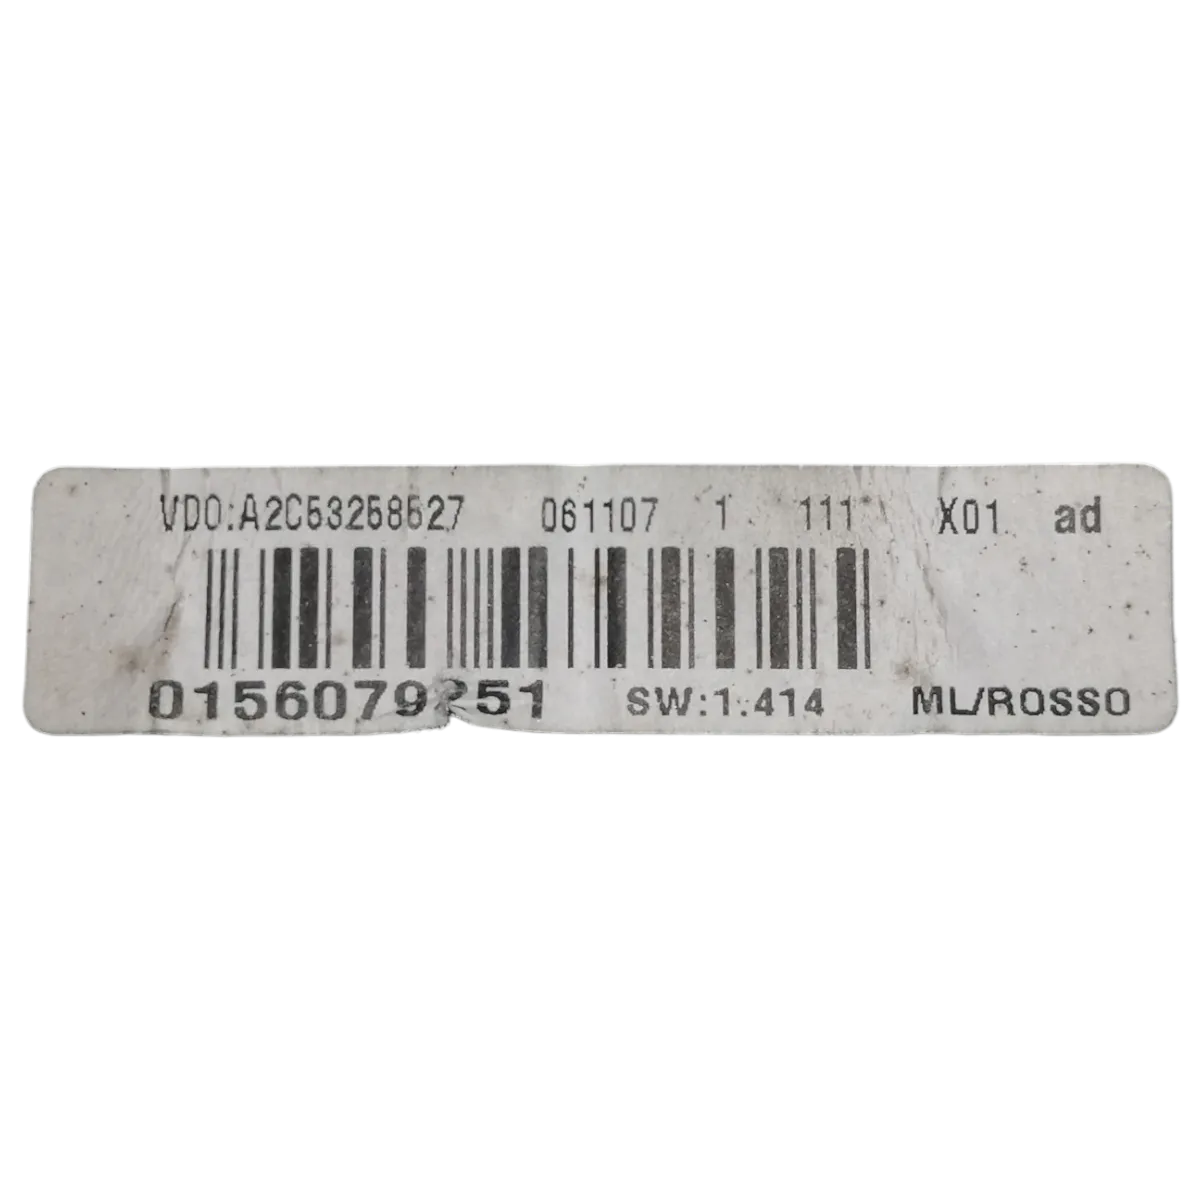 VDO:A2C53258527 061107 1 111 X01 ad
0156079251 SW:1.414 ML/ROSSO